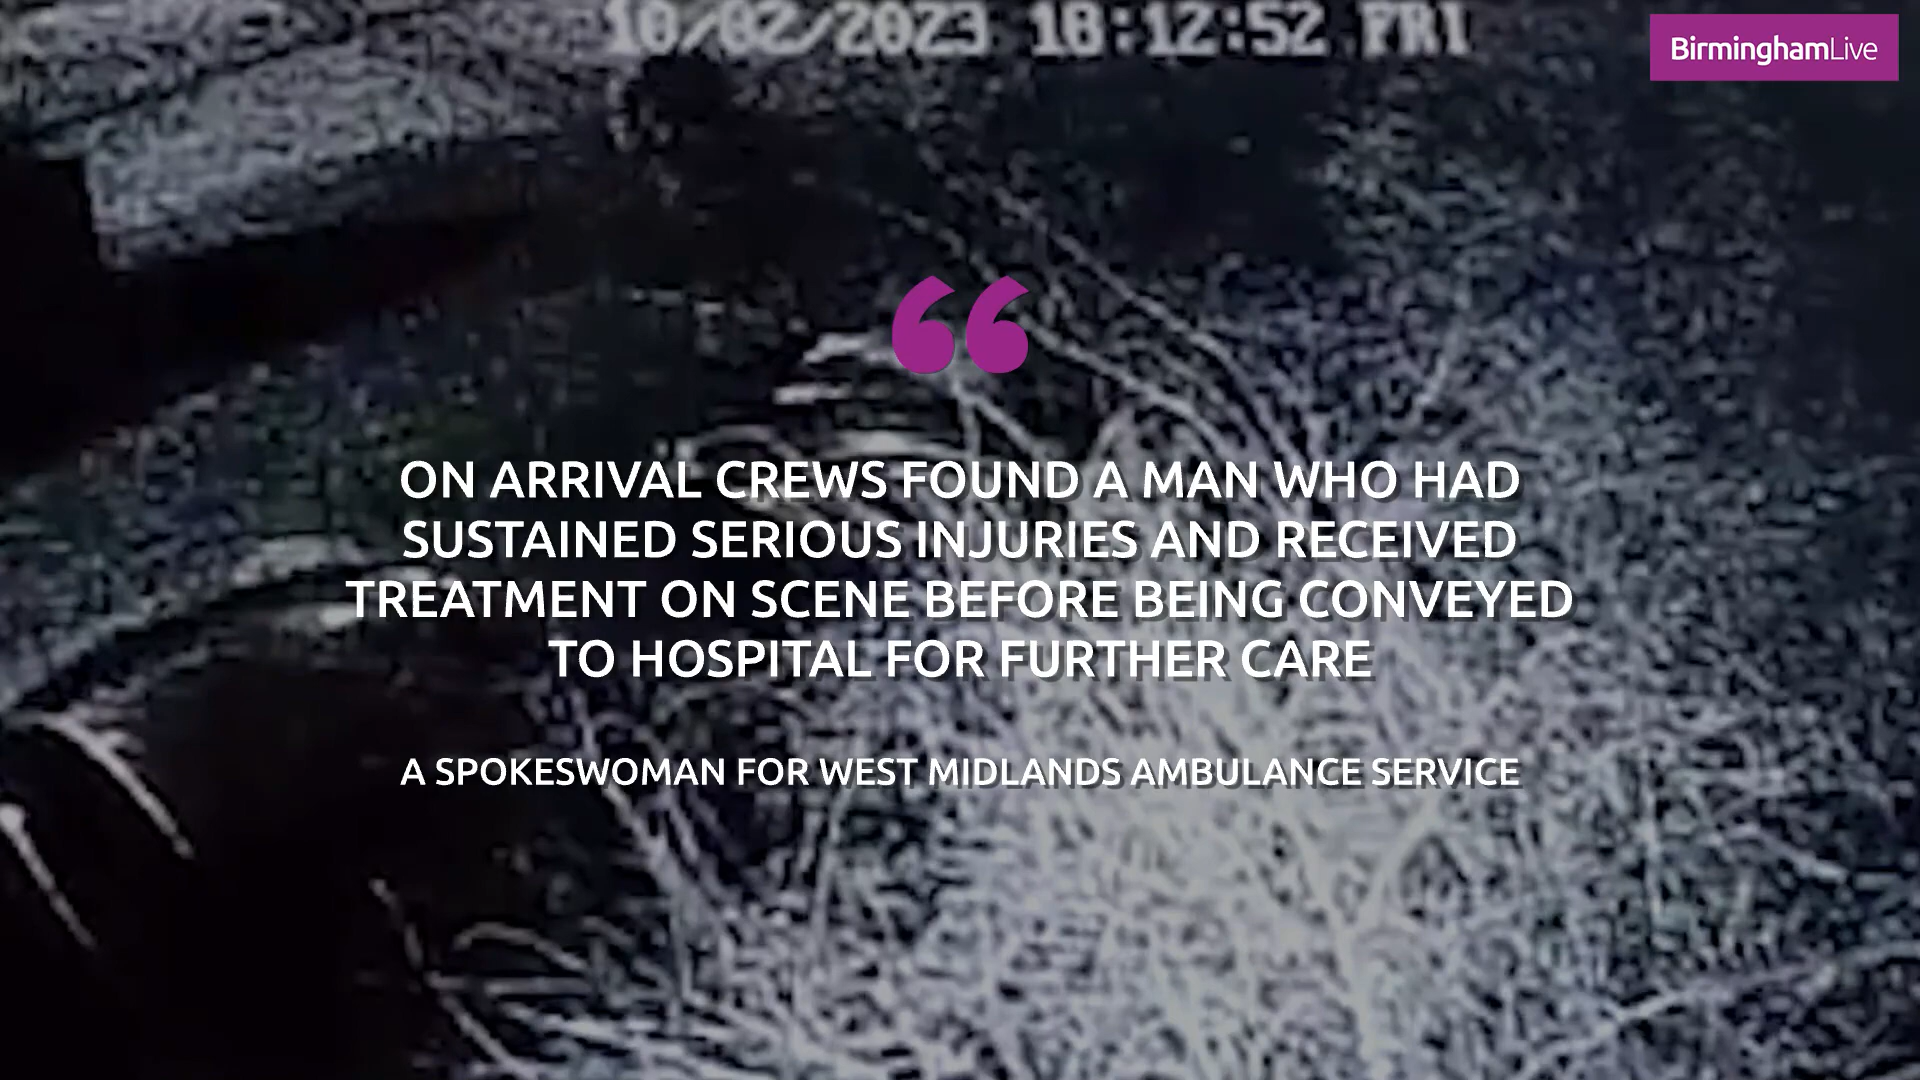 10/02/2023 18:12:52 FRI
BirminghamLive
“
ON ARRIVAL CREWS FOUND A MAN WHO HAD
SUSTAINED SERIOUS INJURIES AND RECEIVED
TREATMENT ON SCENE BEFORE BEING CONVEYED
TO HOSPITAL FOR FURTHER CARE
A SPOKESWOMAN FOR WEST MIDLANDS AMBULANCE SERVICE